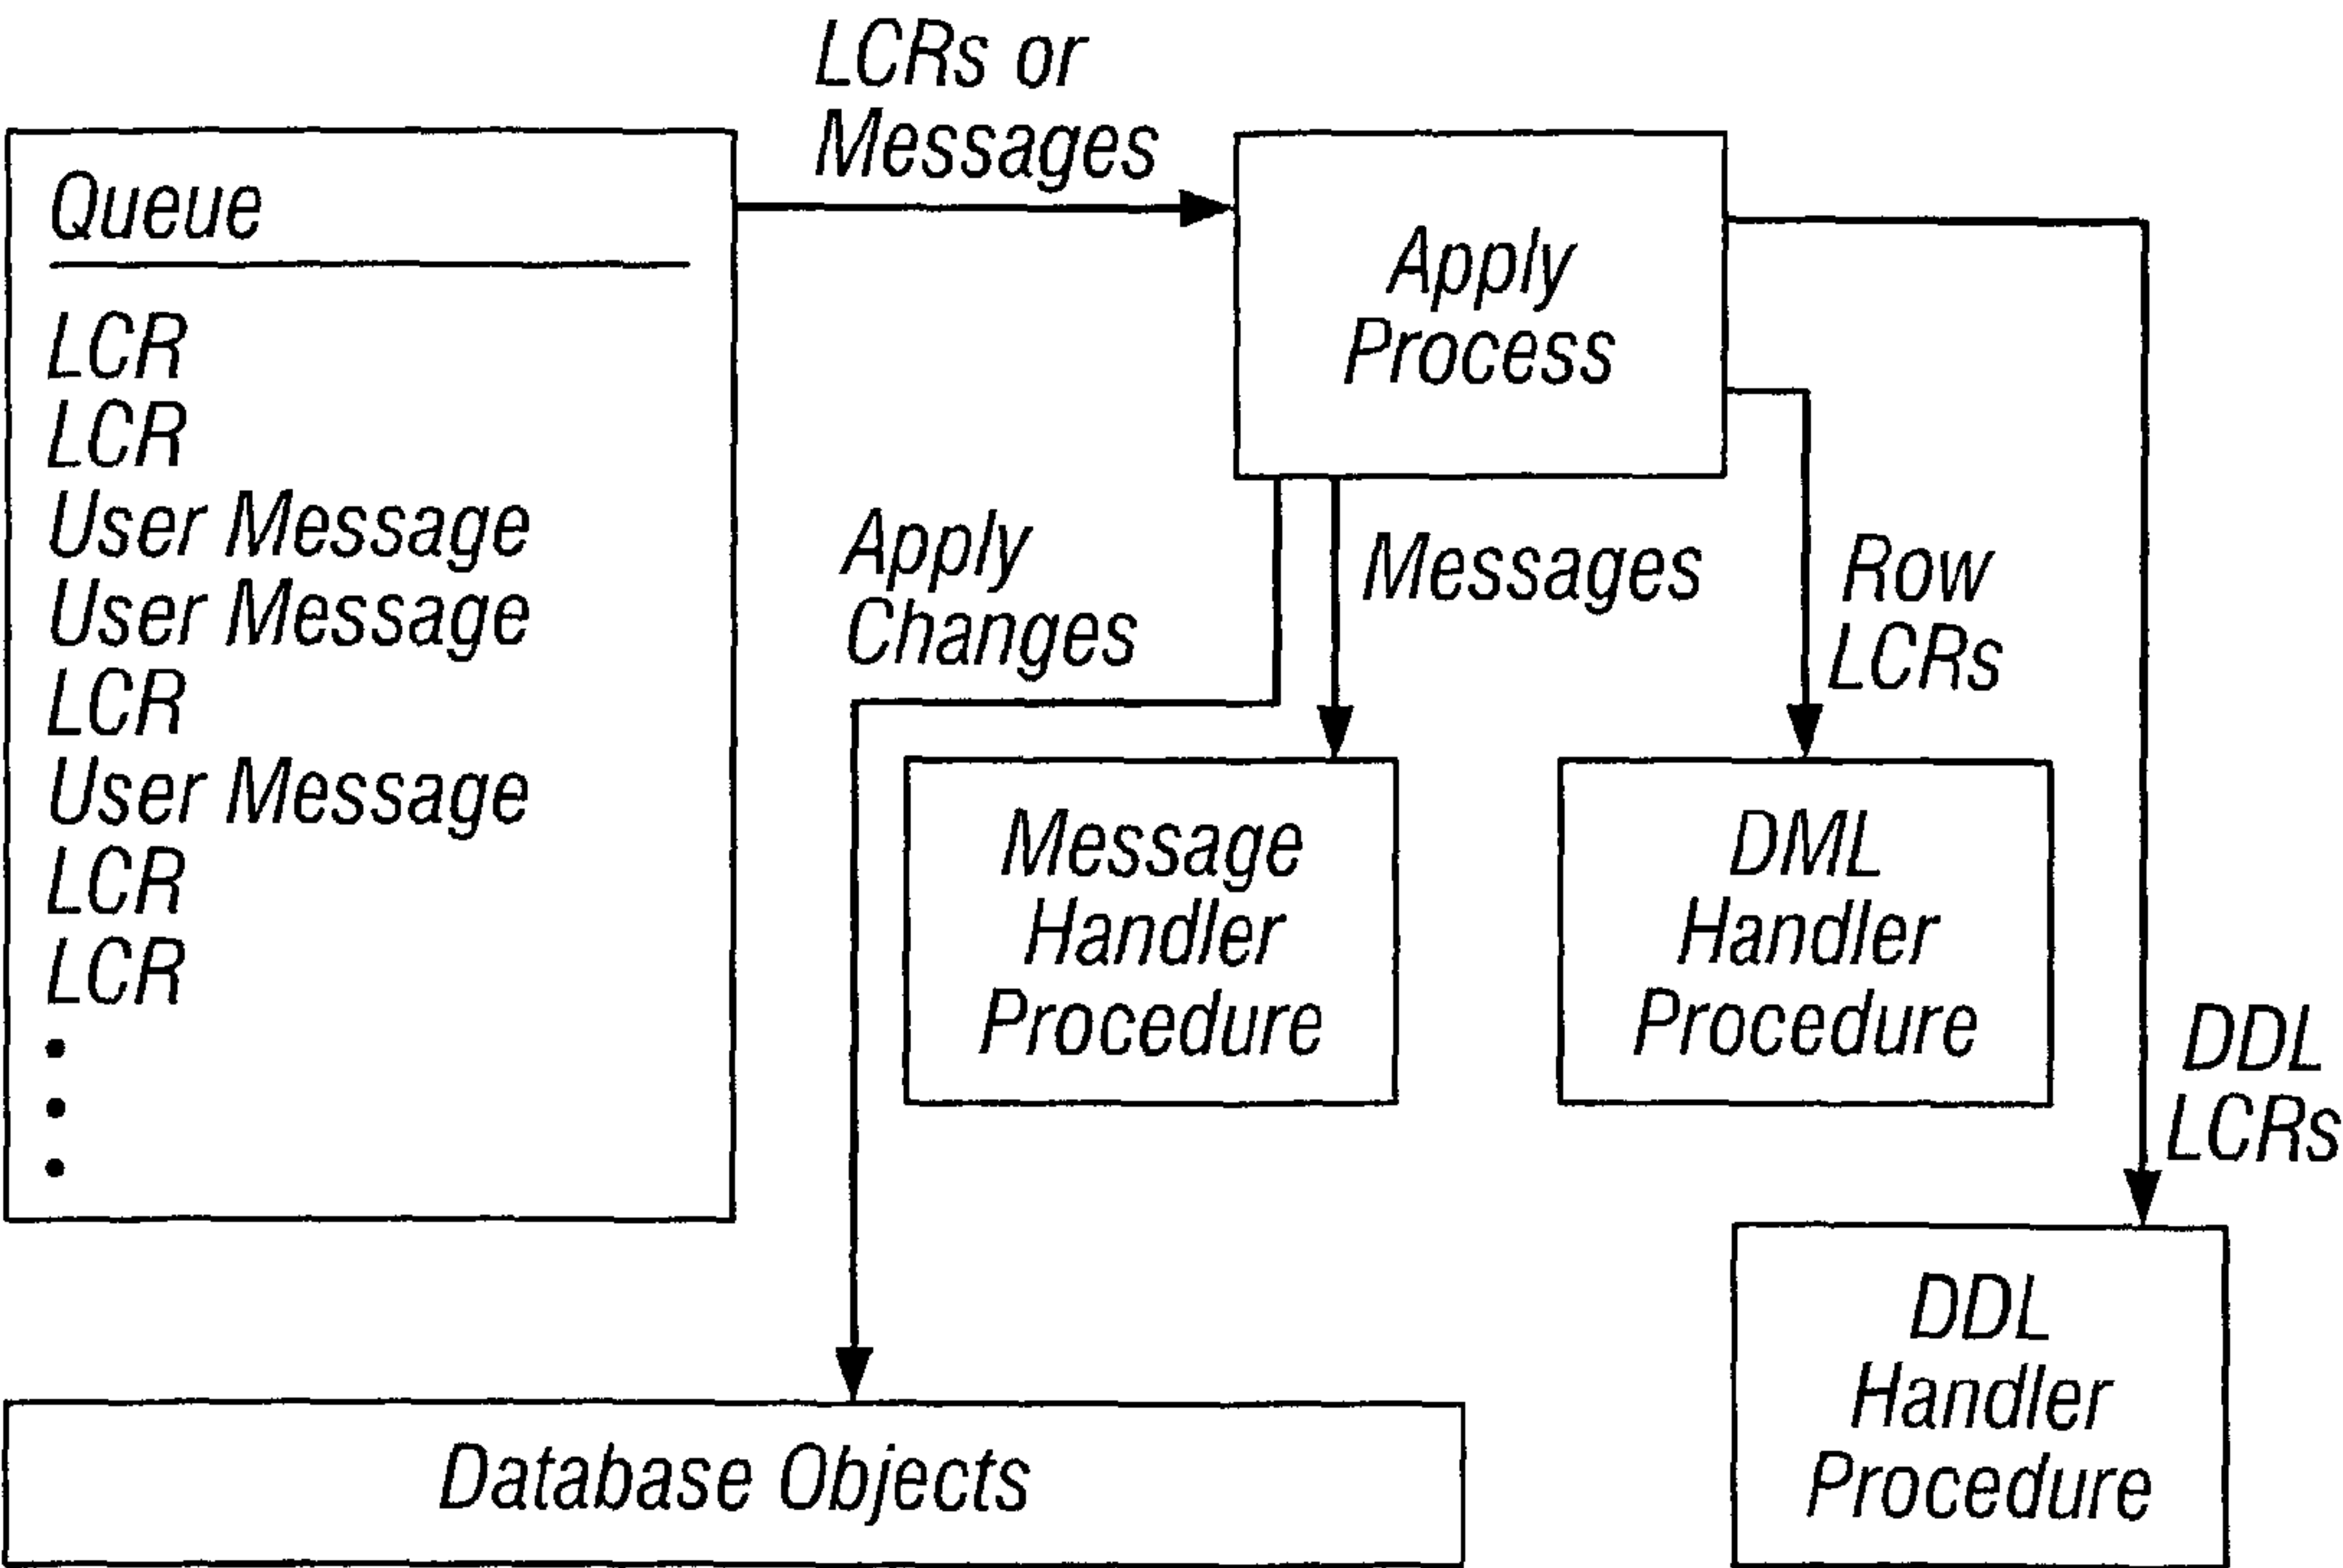 LCRs or
Messages
Queue
LCR
LCR
User Message
User Message
LCR
User Message
LCR
LCR
Apply
Process
Apply
Changes
Messages
Row
LCRs
Message
Handler
Procedure
DML
Handler
Procedure
DDL
LCRs
DDL
Handler
Procedure
Database Objects